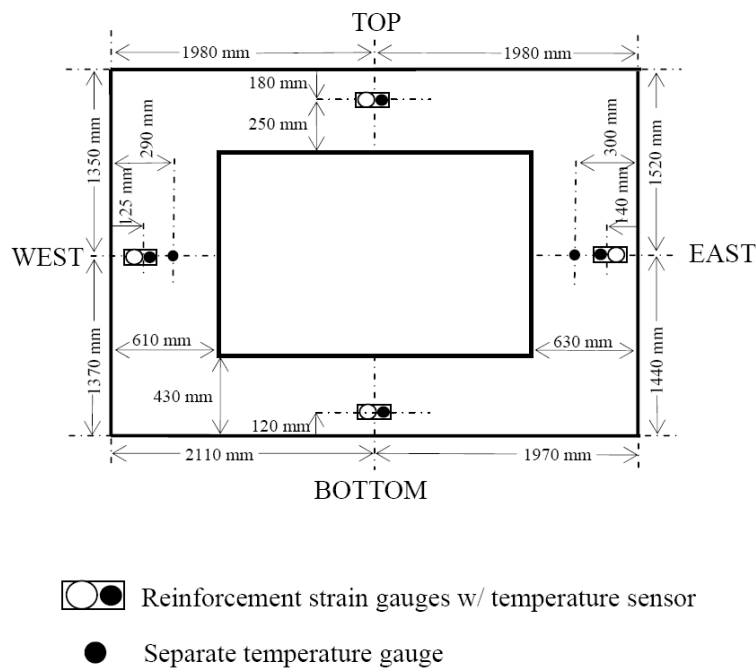 TOP
1980 mm
1980 mm
180 mm
250 mm
1350 mm
290 mm
125 mm
300 mm
140 mm
1520 mm
WEST
EAST
610 mm
630 mm
1370 mm
430 mm
120 mm
1440 mm
2110 mm
1970 mm
BOTTOM
Reinforcement strain gauges w/ temperature sensor
Separate temperature gauge